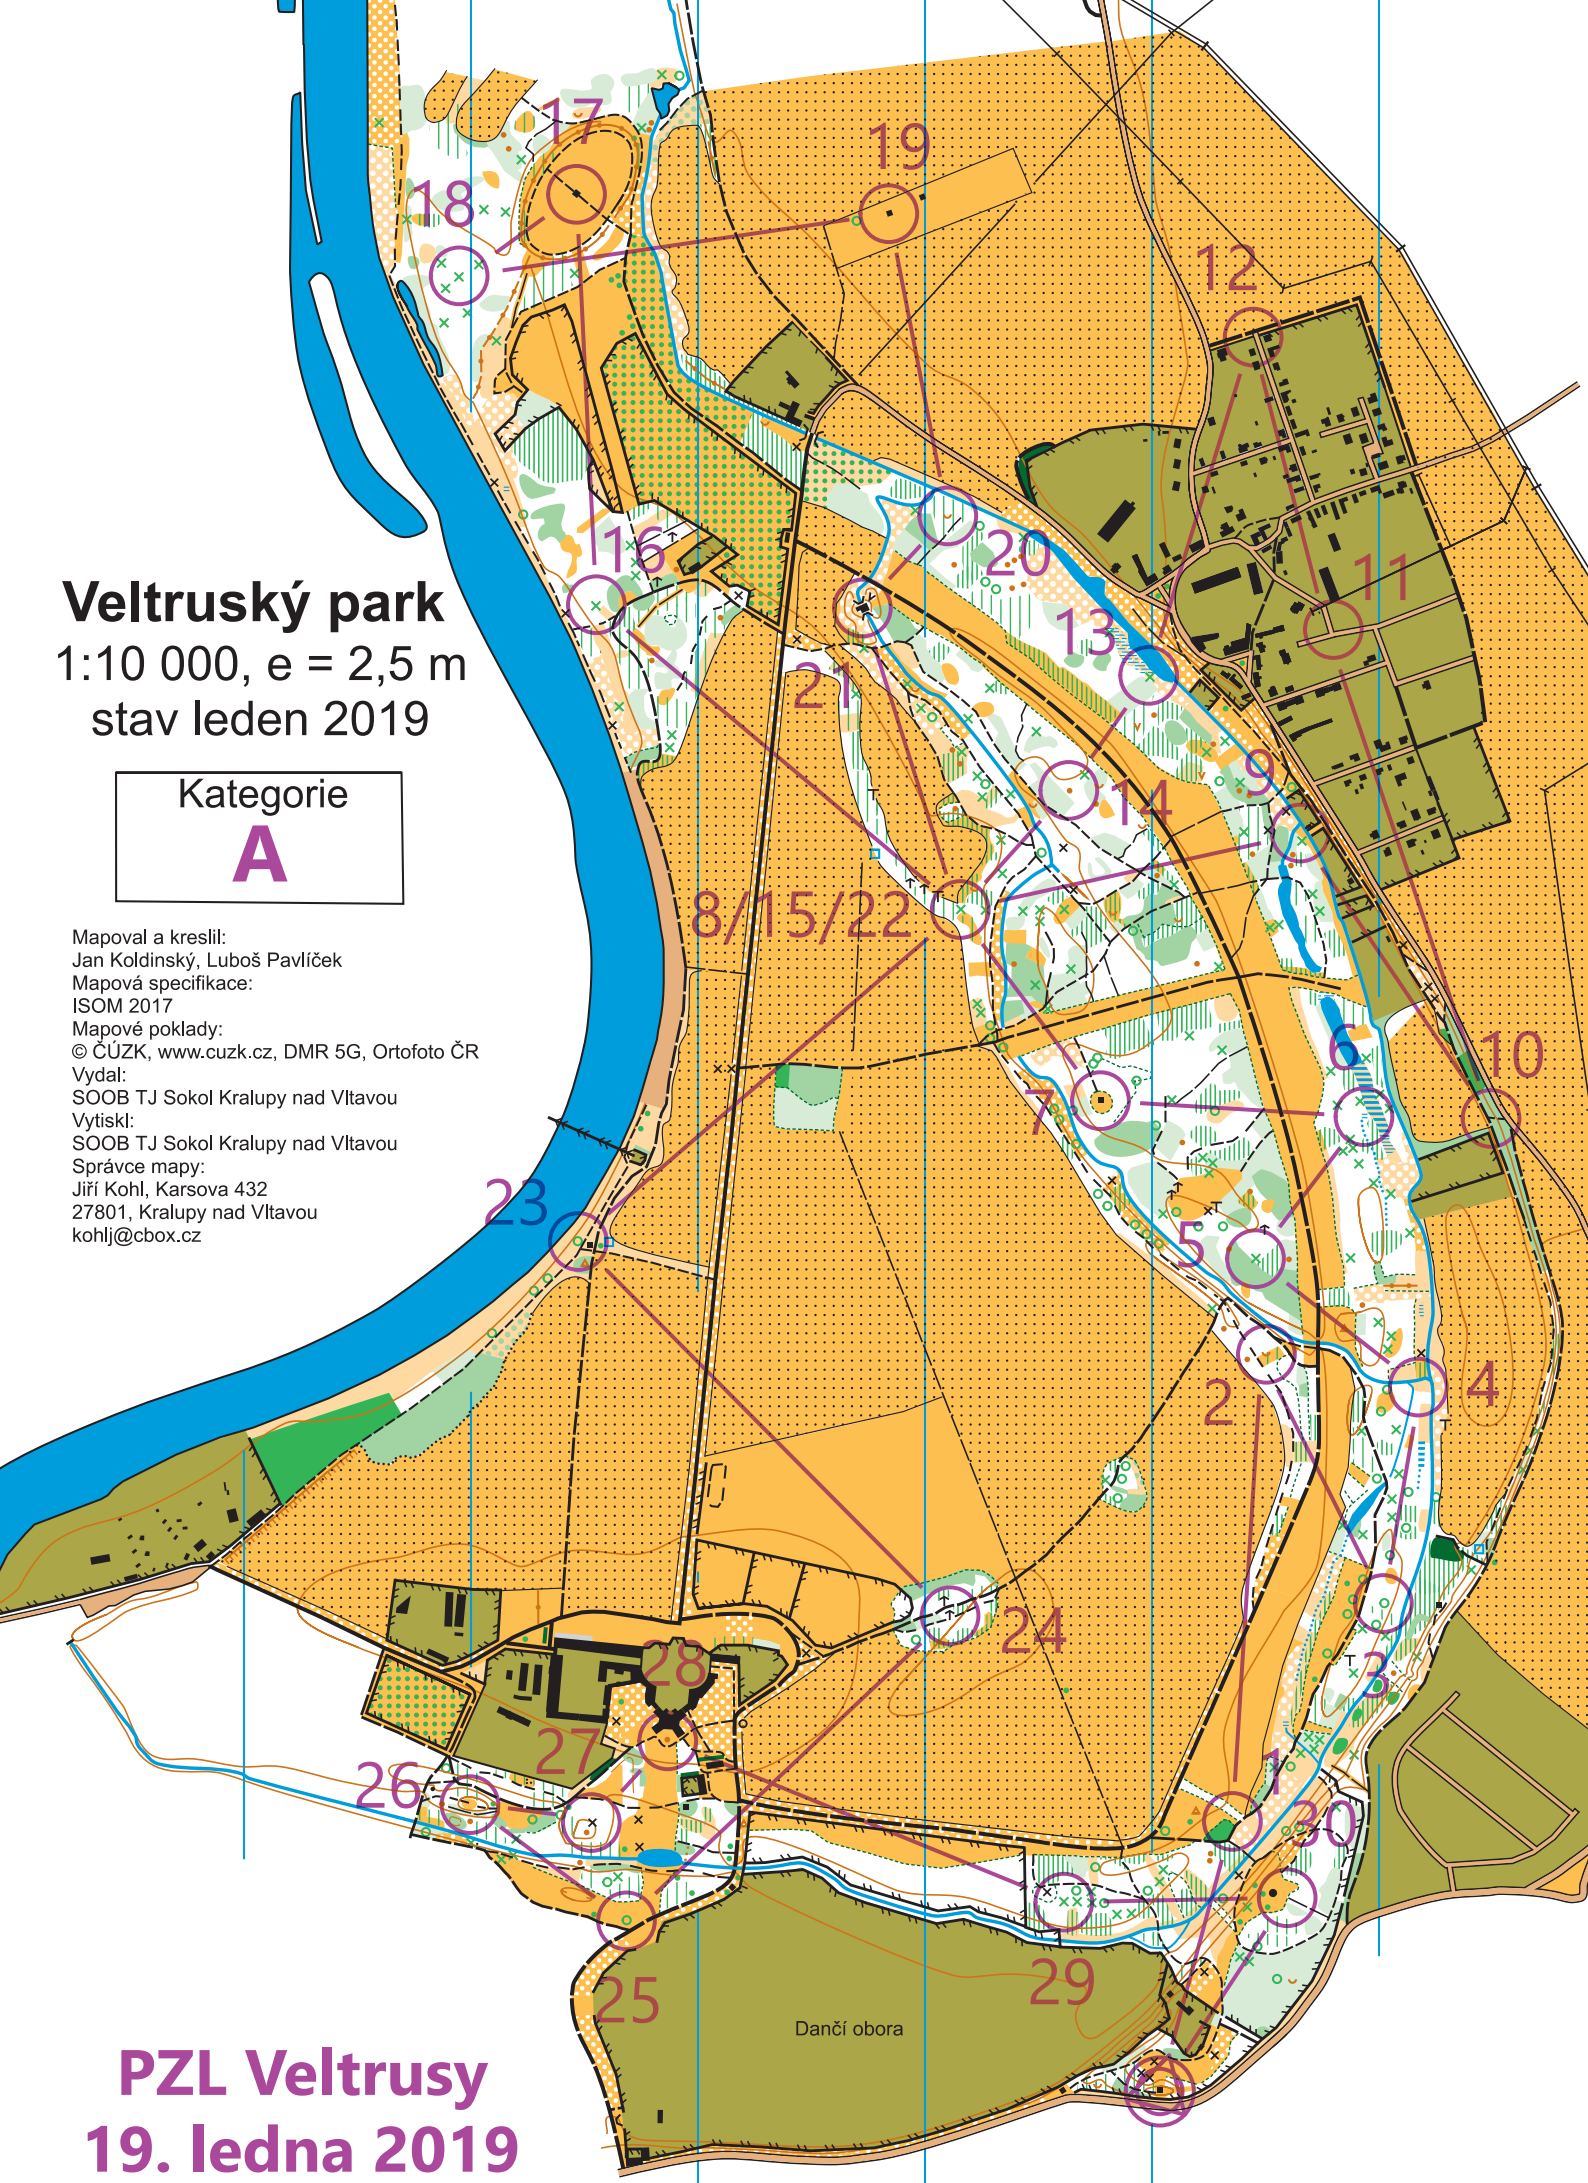 17
19
18
12
16
20
11
Veltruský park
1:10 000, e = 2,5 m
stav leden 2019
13
21
9
14
Kategorie
A
8/15/22
Mapoval a kreslil:
Jan Koldinský, Luboš Pavlíček
Mapová specifikace:
ISOM 2017
Mapové poklady:
© ČÚZK, www.cuzk.cz, DMR 5G, Ortofoto ČR
Vydal:
SOOB TJ Sokol Kralupy nad Vltavou
Vytiskl:
SOOB TJ Sokol Kralupy nad Vltavou
Správce mapy:
Jiří Kohl, Karsova 432
27801, Kralupy nad Vltavou
kohlj@cbox.cz
6
10
7
23
5
2
4
24
28
3
27
26
1
30
29
25
Dančí obora
PZL Veltrusy
19. ledna 2019